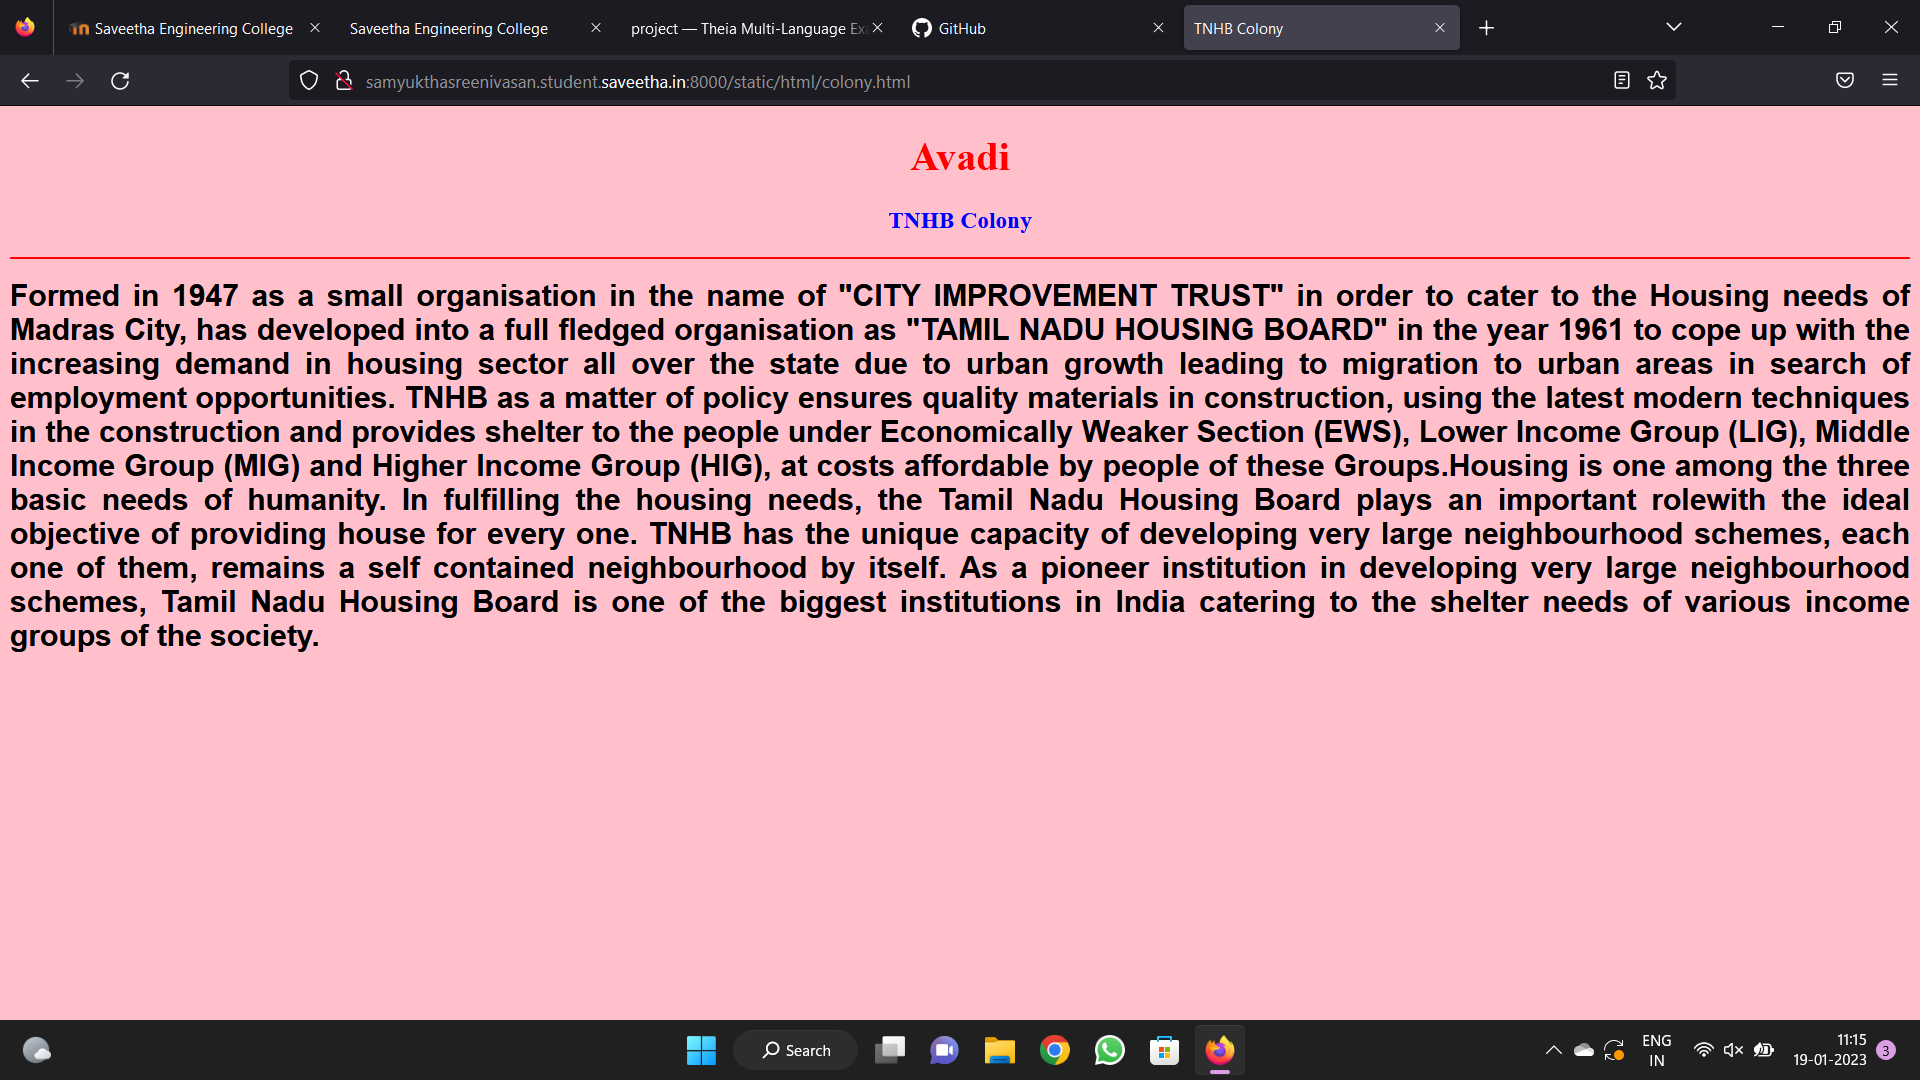 Saveetha Engineering College
Saveetha Engineering College
project — Theia Multi-Language Ex
GitHub
TNHB Colony
samyukthasreenivasan.student.saveetha.in:8000/static/html/colony.html
Avadi
TNHB Colony
Formed in 1947 as a small organisation in the name of "CITY IMPROVEMENT TRUST" in order to cater to the Housing needs of
Madras City, has developed into a full fledged organisation as "TAMIL NADU HOUSING BOARD" in the year 1961 to cope up with the
increasing demand in housing sector all over the state due to urban growth leading to migration to urban areas in search of
employment opportunities. TNHB as a matter of policy ensures quality materials in construction, using the latest modern techniques
in the construction and provides shelter to the people under Economically Weaker Section (EWS), Lower Income Group (LIG), Middle
Income Group (MIG) and Higher Income Group (HIG), at costs affordable by people of these Groups.Housing is one among the three
basic needs of humanity. In fulfilling the housing needs, the Tamil Nadu Housing Board plays an important rolewith the ideal
objective of providing house for every one. TNHB has the unique capacity of developing very large neighbourhood schemes, each
one of them, remains a self contained neighbourhood by itself. As a pioneer institution in developing very large neighbourhood
schemes, Tamil Nadu Housing Board is one of the biggest institutions in India catering to the shelter needs of various income
groups of the society.
Search
ENG
IN
11:15
19-01-2023
3